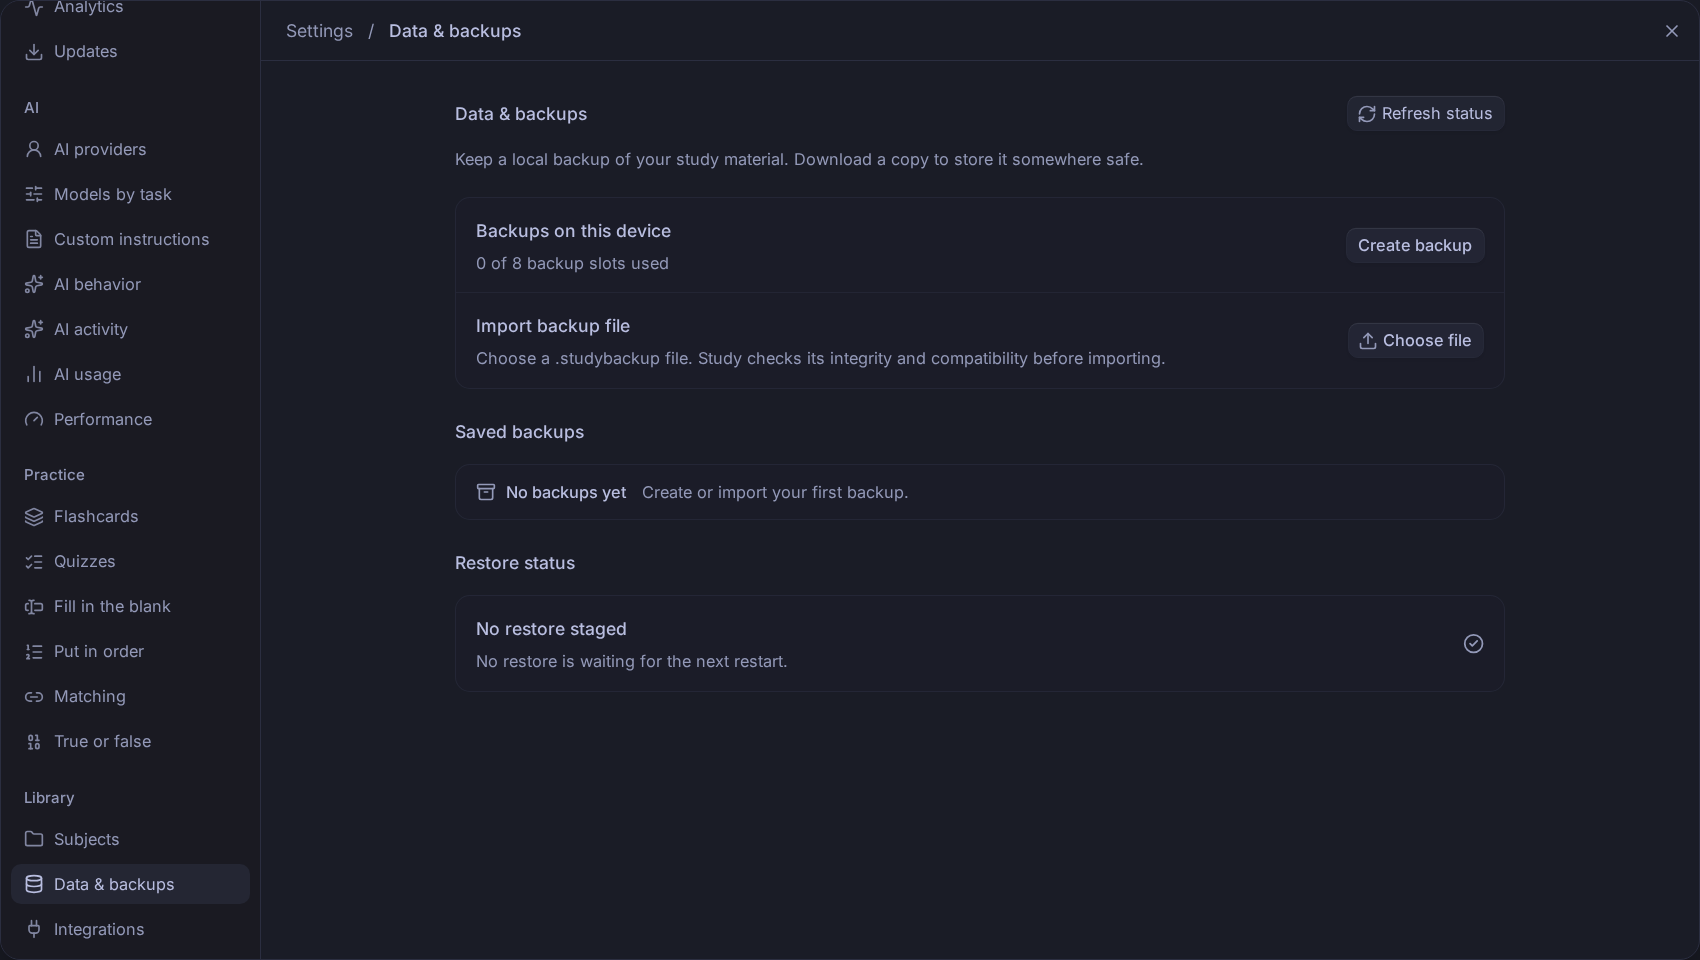 Analytics
Updates
AI
AI providers
Models by task
Custom instructions
AI behavior
AI activity
AI usage
Performance
Practice
Flashcards
Quizzes
Fill in the blank
Put in order
Matching
True or false
Library
Subjects
Data & backups
Integrations
Settings / Data & backups
Data & backups
Refresh status
Keep a local backup of your study material. Download a copy to store it somewhere safe.
Backups on this device
0 of 8 backup slots used
Create backup
Import backup file
Choose a .studybackup file. Study checks its integrity and compatibility before importing.
Choose file
Saved backups
No backups yet Create or import your first backup.
Restore status
No restore staged
No restore is waiting for the next restart.